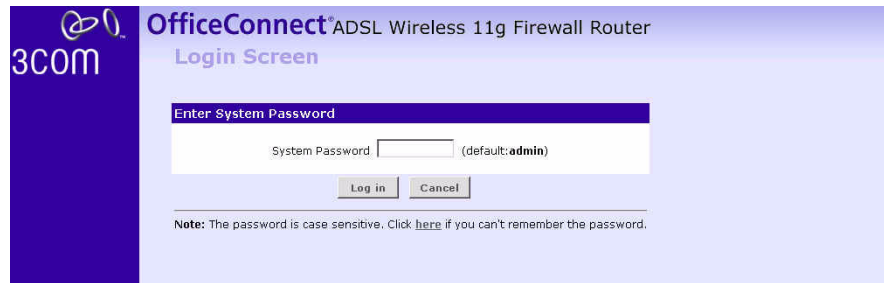 3COM
OfficeConnect® ADSL Wireless 11g Firewall Router
Login Screen
Enter System Password
System Password (default:admin)
Log in Cancel
Note: The password is case sensitive. Click here if you can't remember the password.